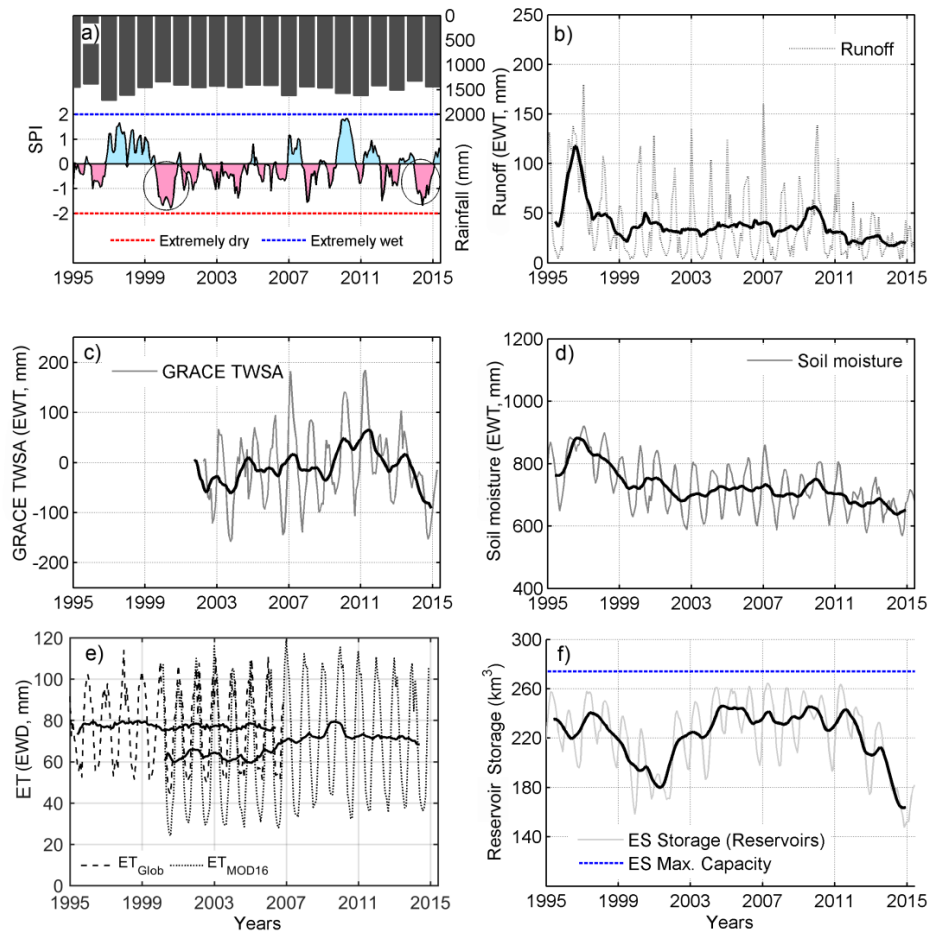 a)
0
500
1000
1500
2000
Rainfall (mm)
2
1
0
-1
-2
SPI
Extremely dry
Extremely wet
1995 1999 2003 2007 2011 2015
b)
Runoff
250
200
150
100
50
0
Runoff (EWT, mm)
1995 1999 2003 2007 2011 2015
c)
GRACE TWSA
200
100
0
-100
-200
GRACE TWSA (EWT, mm)
1995 1999 2003 2007 2011 2015
d)
Soil moisture
1200
1000
800
600
400
Soil moisture (EWT, mm)
1995 1999 2003 2007 2011 2015
e)
120
100
80
60
40
20
0
ET (EWD, mm)
ETGlob
ETMOD16
1995 1999 2003 2007 2011 2015
Years
f)
300
260
220
180
140
Reservoir Storage (km3)
ES Storage (Reservoirs)
ES Max. Capacity
1995 1999 2003 2007 2011 2015
Years